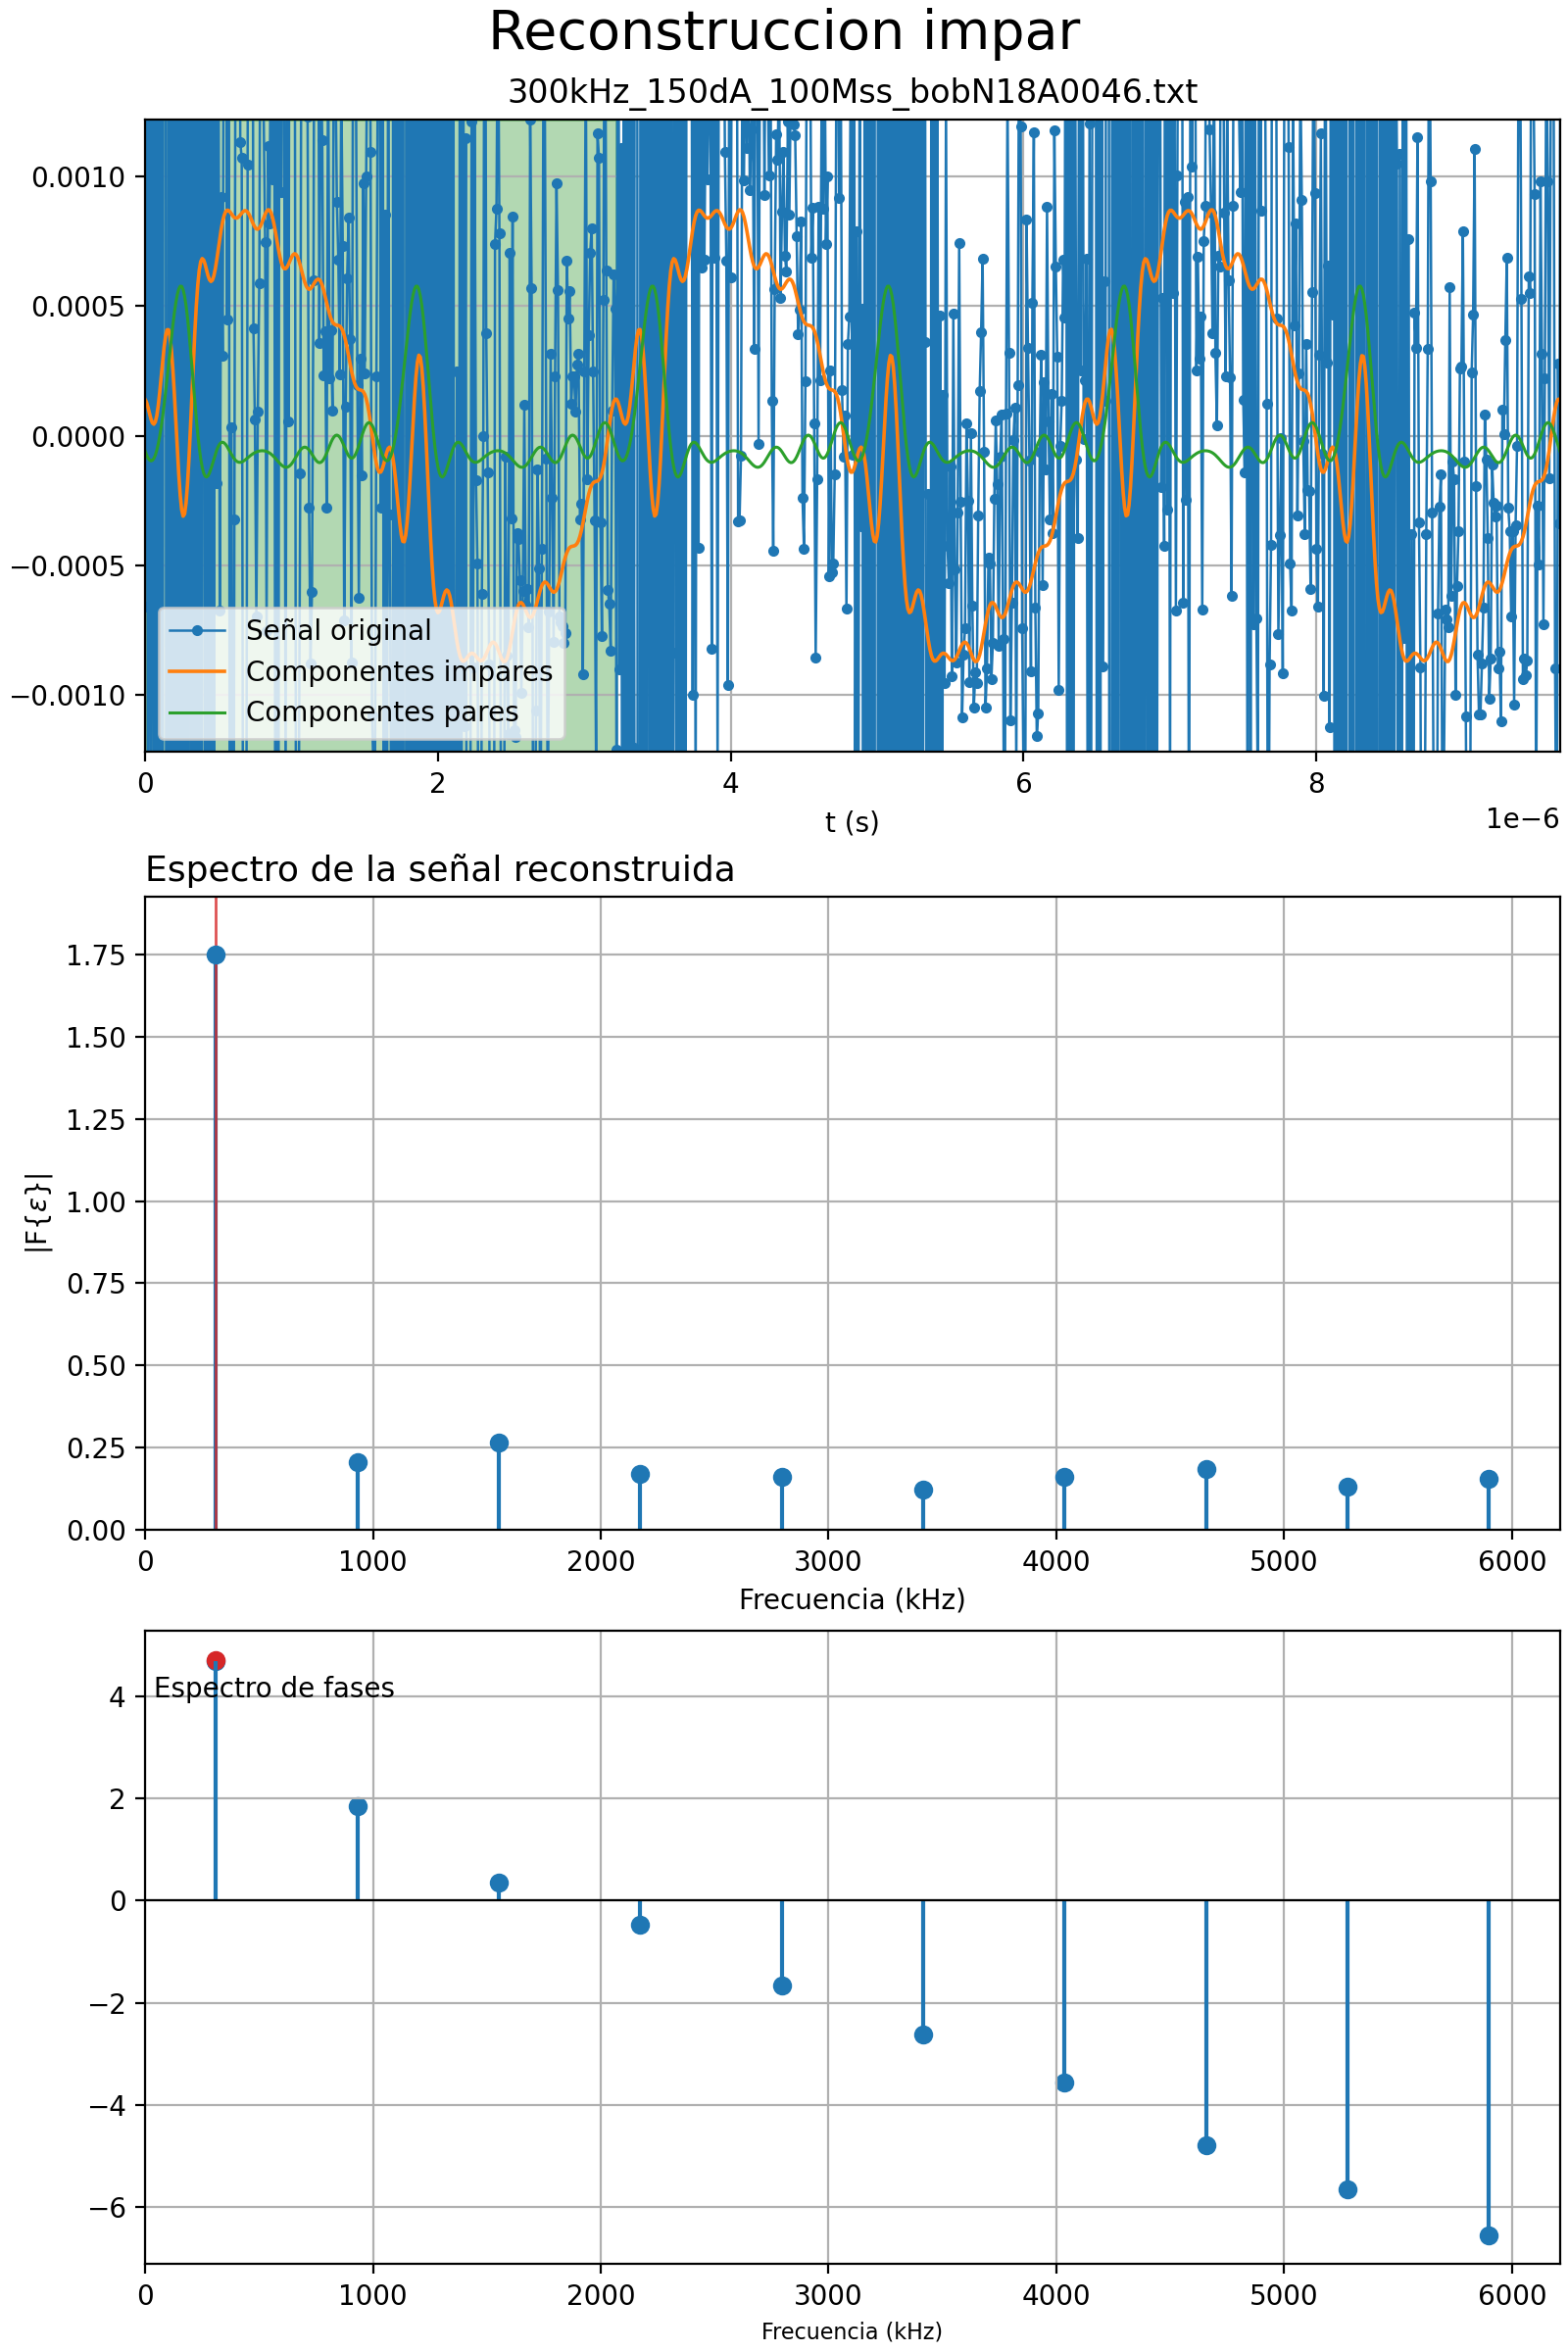 Reconstruccion impar
300kHz_150dA_100Mss_bobN18A0046.txt
0.0010
0.0005
0.0000
−0.0005
−0.0010
Señal original
Componentes impares
Componentes pares
0 2 4 6 8
1e−6
t (s)
Espectro de la señal reconstruida
1.75
1.50
1.25
1.00
0.75
0.50
0.25
0.00
|F{ε}|
0 1000 2000 3000 4000 5000 6000
Frecuencia (kHz)
Espectro de fases
4
2
0
−2
−4
−6
0 1000 2000 3000 4000 5000 6000
Frecuencia (kHz)